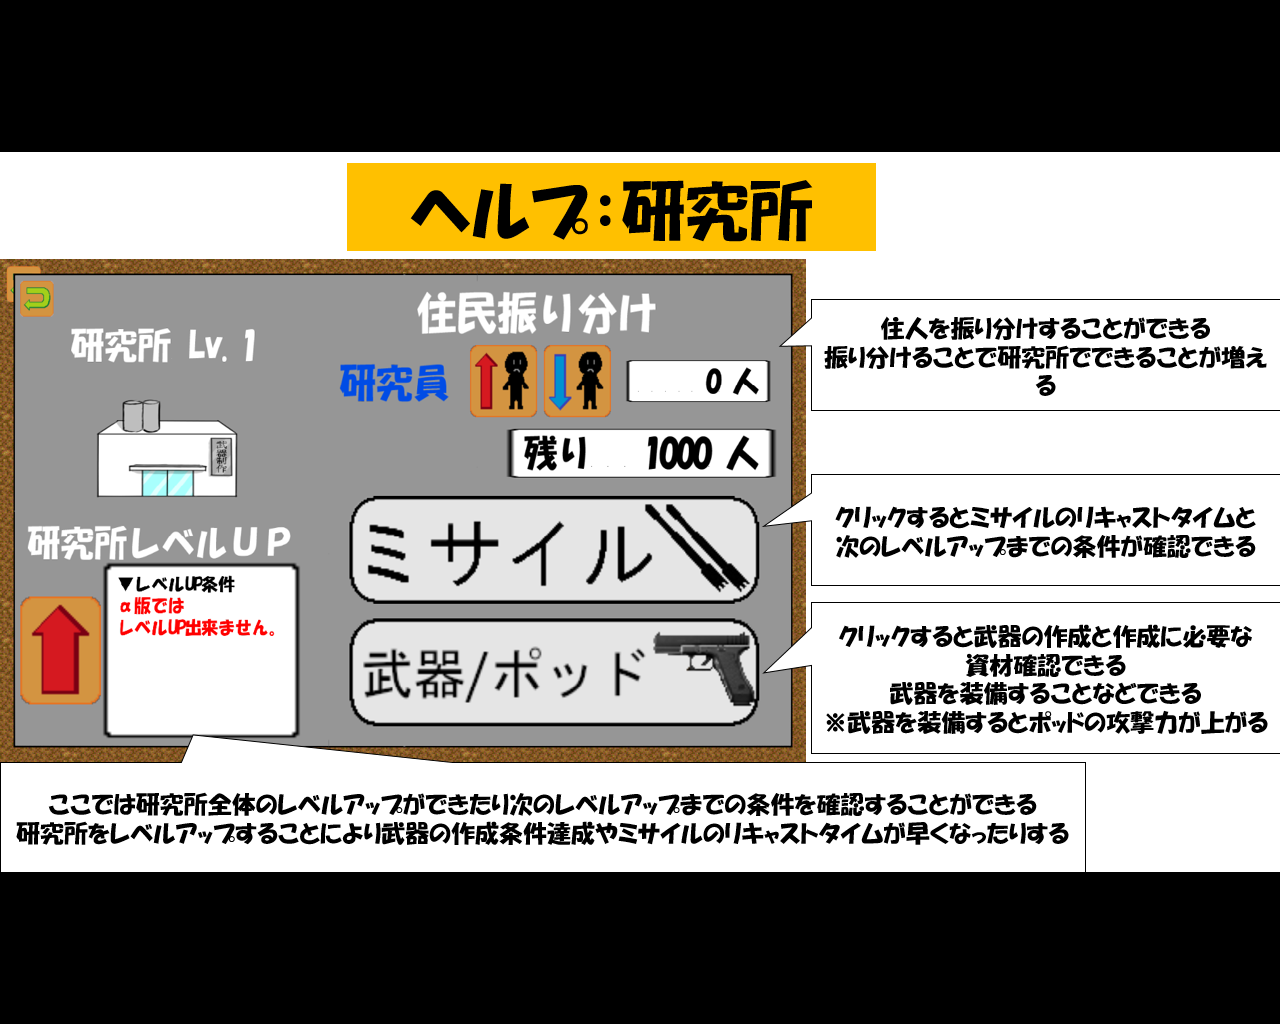 ヘルプ:研究所
住民振り分け
研究所 Lv. 1
研究員
0 人
残り 1000 人
武器制作
ミサイル
武器/ポッド
研究所レベルUP
▼レベルUP条件
α版では
レベルUP出来ません。
住人を振り分けすることができる
振り分けることで研究所でできることが増え
る
クリックするとミサイルのリキャストタイムと
次のレベルアップまでの条件が確認できる
クリックすると武器の作成と作成に必要な
資材確認できる
武器を装備することなどできる
※武器を装備するとポッドの攻撃力が上がる
ここでは研究所全体のレベルアップができたり次のレベルアップまでの条件を確認することができる
研究所をレベルアップすることにより武器の作成条件達成やミサイルのリキャストタイムが早くなったりする